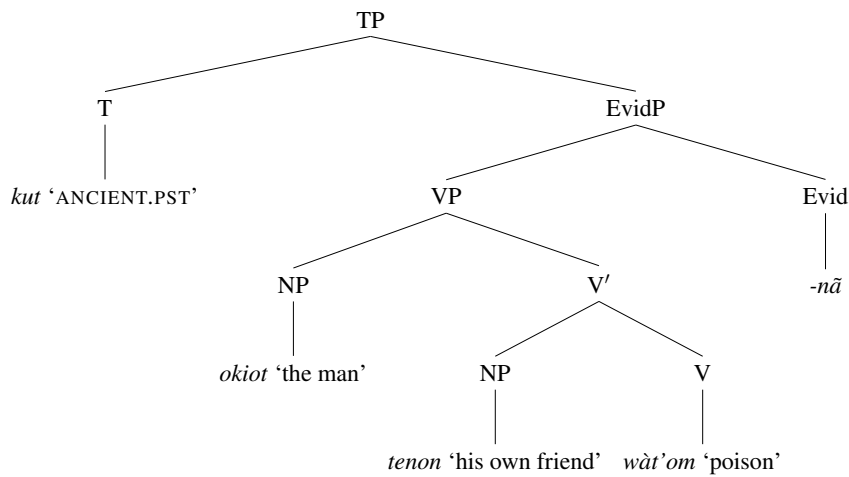 TP
T EvidP
kut ‘ANCIENT.PST’ VP Evid
NP V′ -nã
okiot ‘the man’ NP V
tenon ‘his own friend’ wàt’om ‘poison’